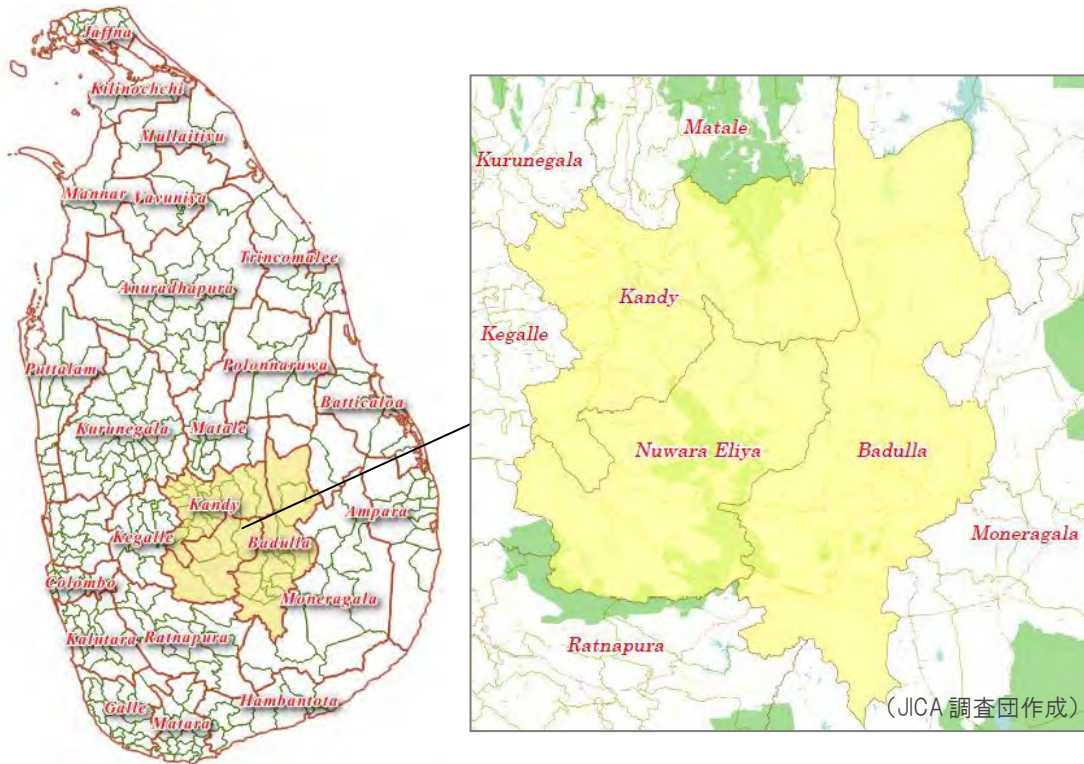 Jaffna
Kilinochchi
Mullaitivu
Mannar
Vavuniya
Trincomalee
Anuradhapura
Puttalam
Polonnaruwa
Batticaloa
Kurunegala
Matale
Kandy
Ampara
Kegalle
Badulla
Colombo
Moneragala
Kalutara
Ratnapura
Galle
Hambantota
Matara
Matale
Kurunegala
Kandy
Kegalle
Nuwara Eliya
Badulla
Moneragala
Ratnapura
(JICA 調査団作成)